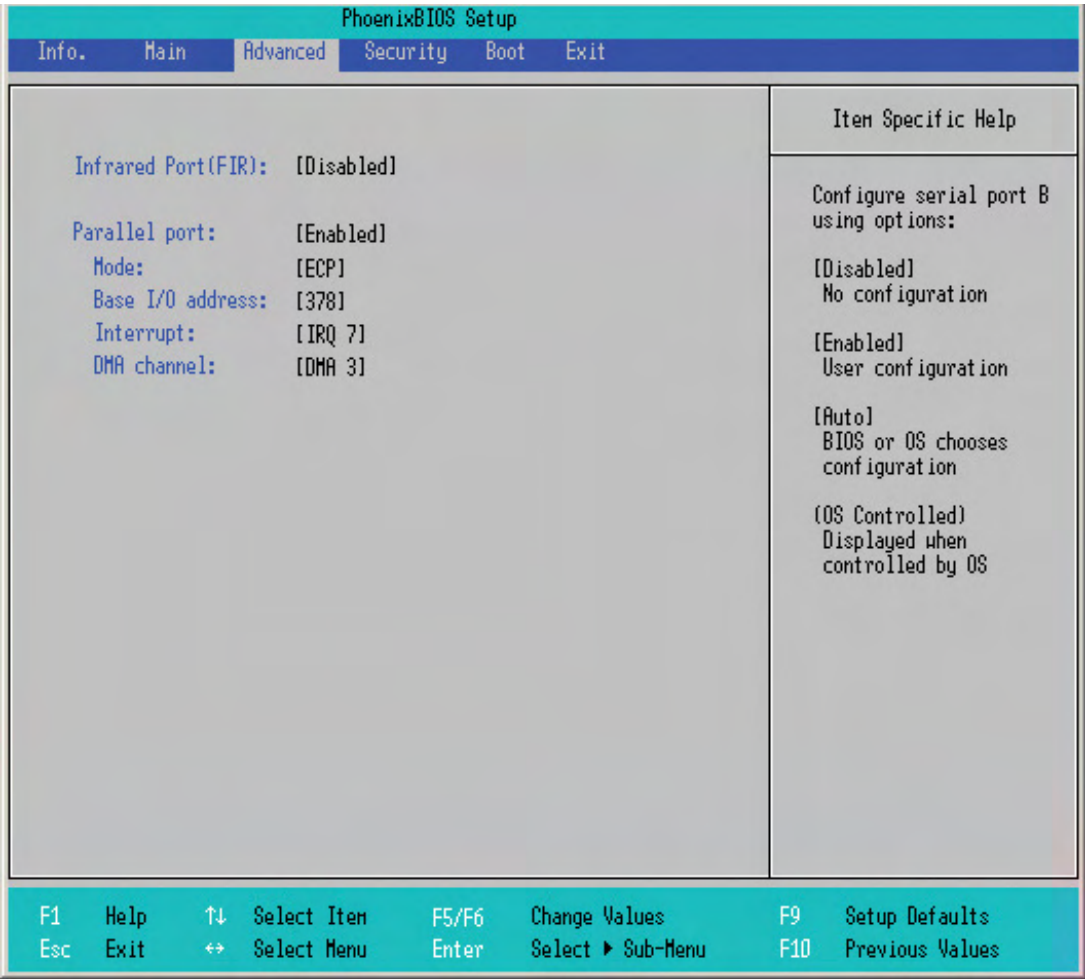 PhoenixBIOS Setup
Info. Main Advanced Security Boot Exit
Infrared Port(FIR): [Disabled]
Parallel port: [Enabled]
Mode: [ECP]
Base I/O address: [378]
Interrupt: [IRQ 7]
DMA channel: [DMA 3]
Item Specific Help
Configure serial port B
using options:
[Disabled]
No configuration
[Enabled]
User configuration
[Auto]
BIOS or OS chooses
configuration
(OS Controlled)
Displayed when
controlled by OS
F1 Help ↑↓ Select Item F5/F6 Change Values F9 Setup Defaults
Esc Exit ↔ Select Menu Enter Select ▶ Sub-Menu F10 Previous Values